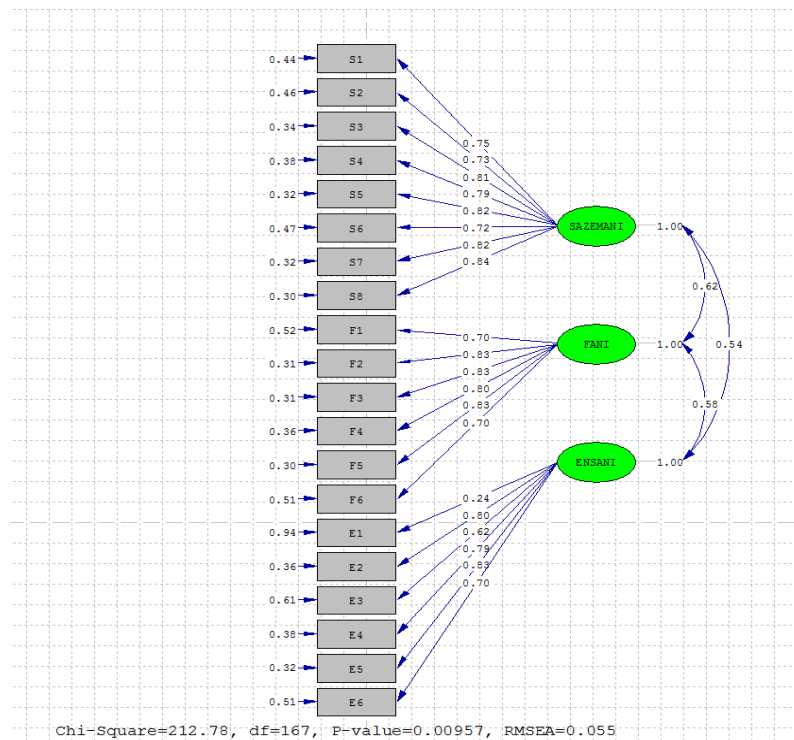 0.44 S1
0.46 S2
0.34 S3
0.38 S4
0.32 S5
0.47 S6
0.32 S7
0.30 S8
0.52 F1
0.31 F2
0.31 F3
0.36 F4
0.30 F5
0.51 F6
0.94 E1
0.36 E2
0.61 E3
0.38 E4
0.32 E5
0.51 E6
0.75
0.73
0.81
0.79
0.82
0.72
0.82
0.84
0.70
0.83
0.83
0.80
0.83
0.70
0.24
0.80
0.62
0.79
0.83
0.70
SAZEMANI 1.00
FANI 1.00
ENSANI 1.00
0.62
0.54
0.58
Chi-Square=212.78, df=167, P-value=0.00957, RMSEA=0.055